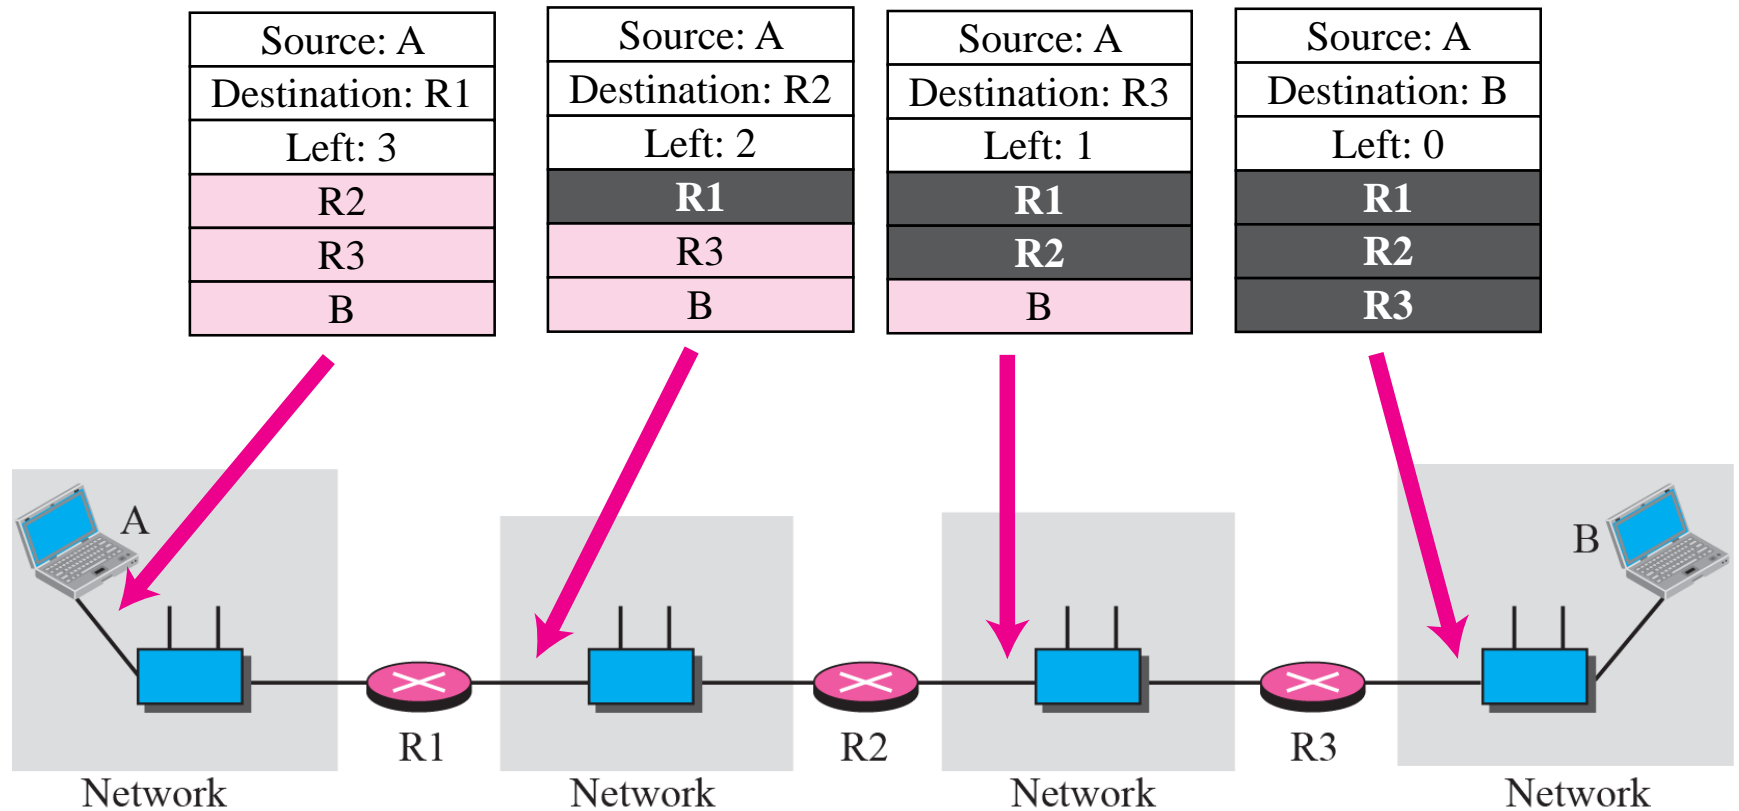 Source: A
Destination: R1
Left: 3
R2
R3
B
Source: A
Destination: R2
Left: 2
R1
R3
B
Source: A
Destination: R3
Left: 1
R1
R2
B
Source: A
Destination: B
Left: 0
R1
R2
R3
A
B
R1
R2
R3
Network
Network
Network
Network